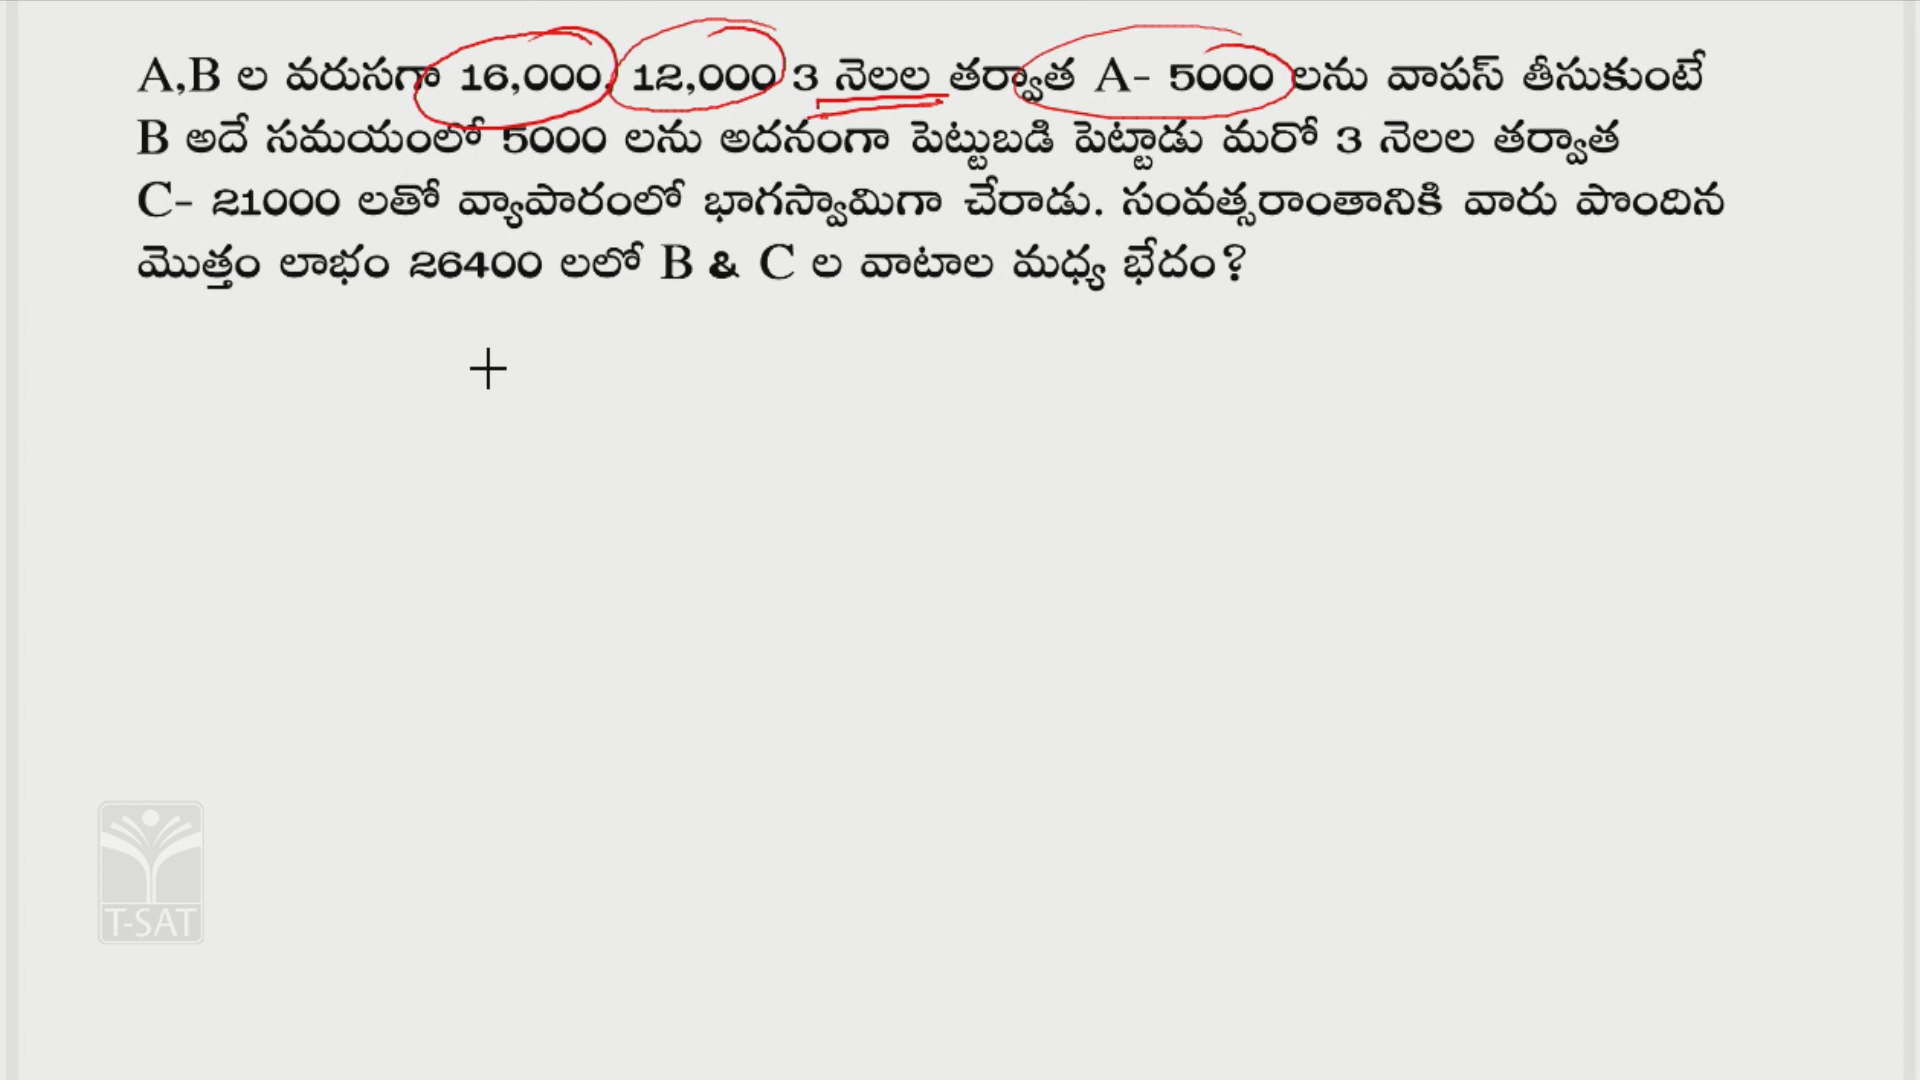 A,B ల వరుసగా 16,000, 12,000 3 నెలల తర్వాత A- 5000 లను వాపస్ తీసుకుంటే
B అదే సమయంలో 5000 లను అదనంగా పెట్టుబడి పెట్టాడు మరో 3 నెలల తర్వాత
C- 21000 లతో వ్యాపారంలో భాగస్వామిగా చేరాడు. సంవత్సరాంతానికి వారు పొందిన
మొత్తం లాభం 26400 లలో B & C ల వాటాల మధ్య భేదం?
T-SAT